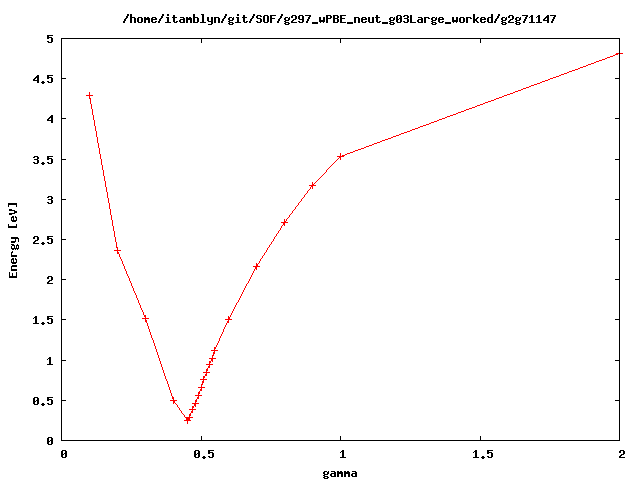 /home/itamblyn/git/SOF/g297_wPBE_neut_g03Large_worked/g2g71147
5
4.5
4
3.5
3
2.5
2
1.5
1
0.5
0
Energy [eV]
0 0.5 1 1.5 2
gamma